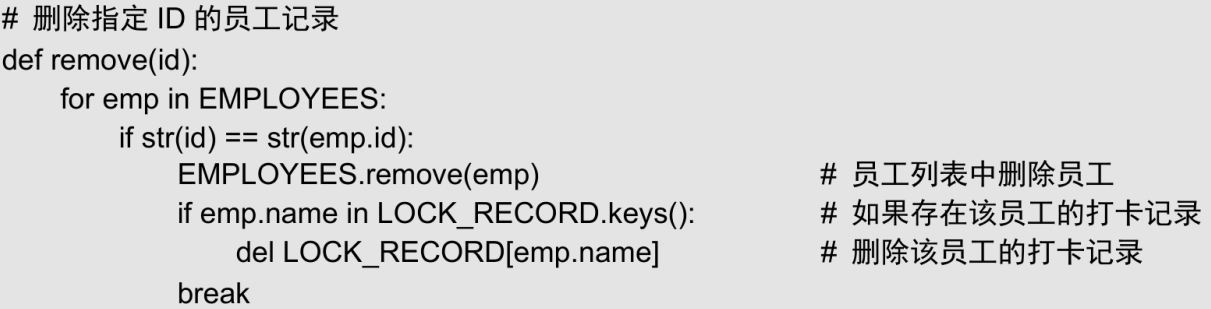 # 删除指定 ID 的员工记录
def remove(id):
    for emp in EMPLOYEES:
        if str(id) == str(emp.id):
            EMPLOYEES.remove(emp)                    # 员工列表中删除员工
            if emp.name in LOCK_RECORD.keys():       # 如果存在该员工的打卡记录
                del LOCK_RECORD[emp.name]            # 删除该员工的打卡记录
            break